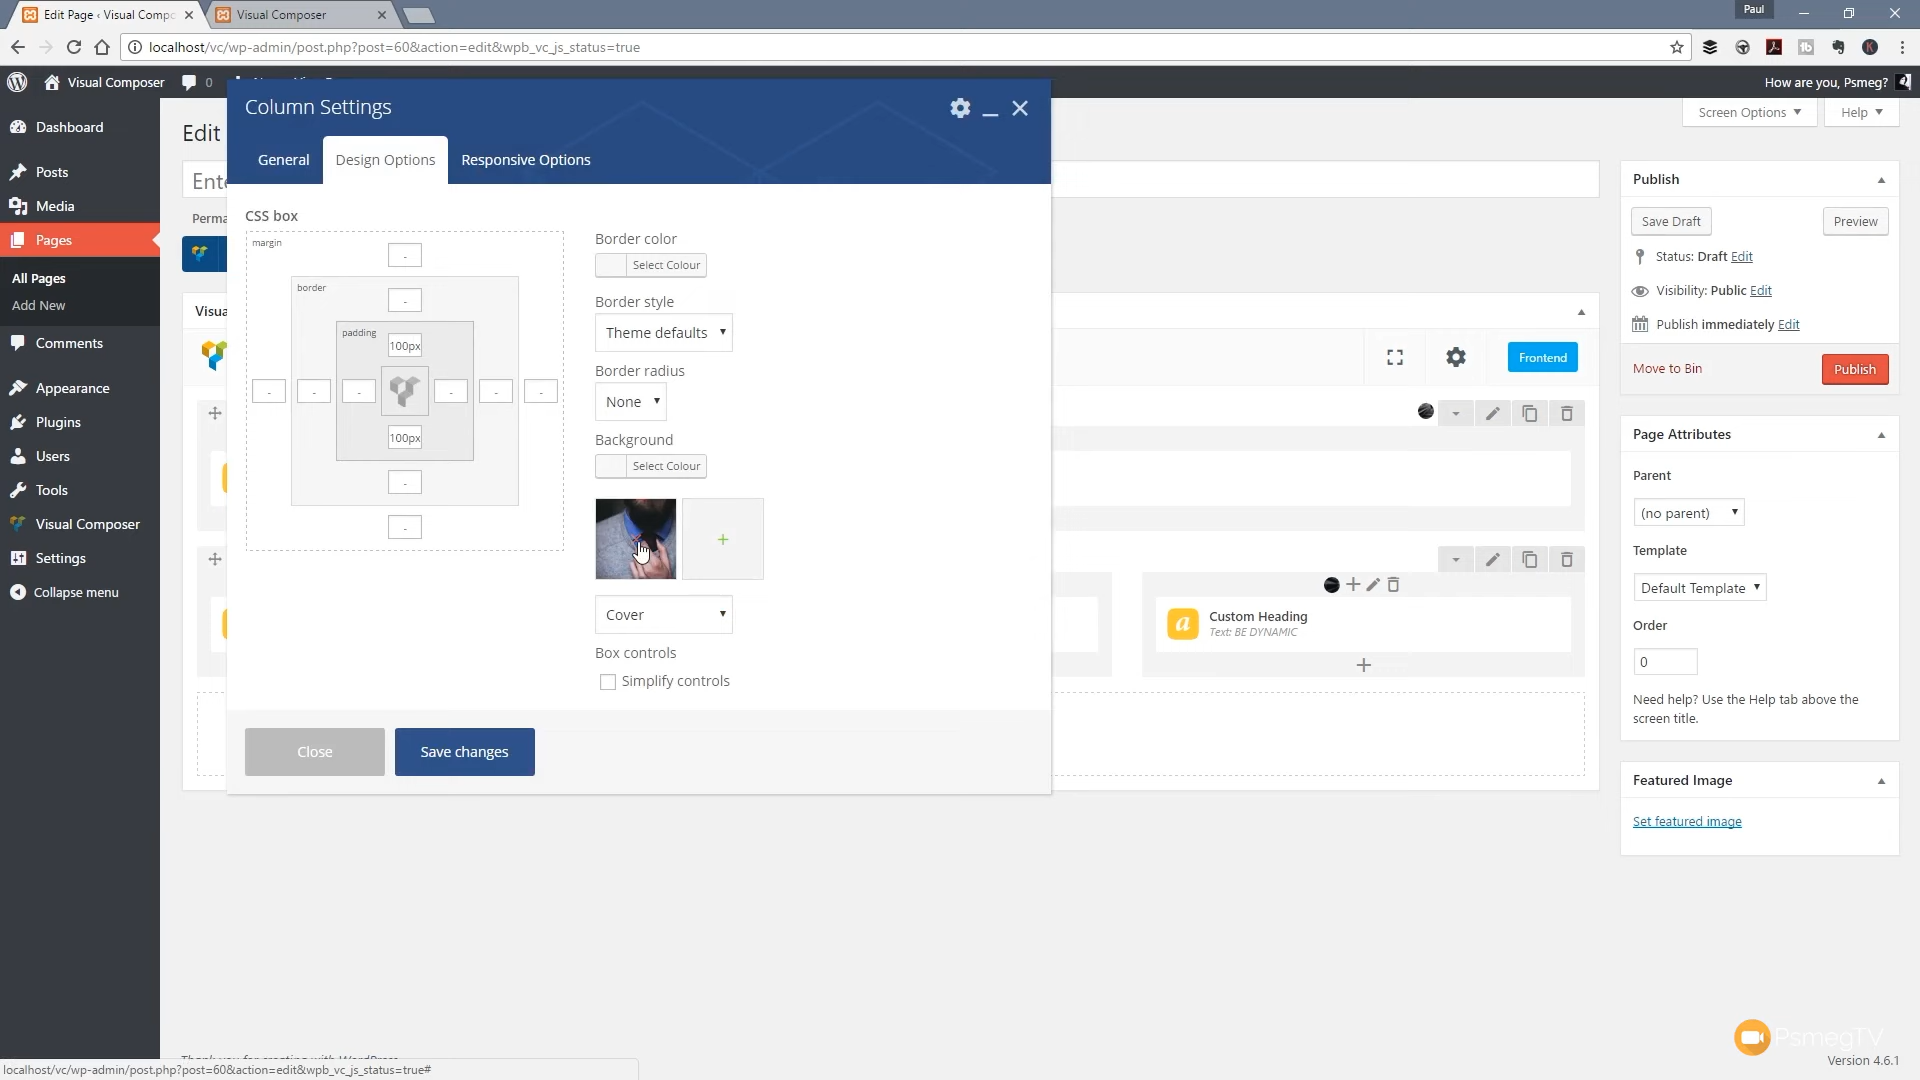 Edit Page ‹ Visual Compo
Visual Composer
Paul
localhost/vc/wp-admin/post.php?post=60&action=edit&wpb_vc_js_status=true
Visual Composer
0
How are you, Psmeg?
Column Settings
Screen Options
Help
Dashboard
Edit
General
Design Options
Responsive Options
Posts
Media
Pages
All Pages
Add New
Comments
Appearance
Plugins
Users
Tools
Visual Composer
Settings
Collapse menu
Ente
Perma
Visua
CSS box
margin
-
border
-
padding
100px
- - - - - -
100px
-
-
Border color
Select Colour
Border style
Theme defaults
Border radius
None
Background
Select Colour
+
Cover
Box controls
Simplify controls
Close
Save changes
Frontend
Custom Heading
Text: BE DYNAMIC
Publish
Save Draft
Preview
Status: Draft Edit
Visibility: Public Edit
Publish immediately Edit
Move to Bin
Publish
Page Attributes
Parent
(no parent)
Template
Default Template
Order
0
Need help? Use the Help tab above the
screen title.
Featured Image
Set featured image
PsmegTV
Version 4.6.1
localhost/vc/wp-admin/post.php?post=60&action=edit&wpb_vc_js_status=true#